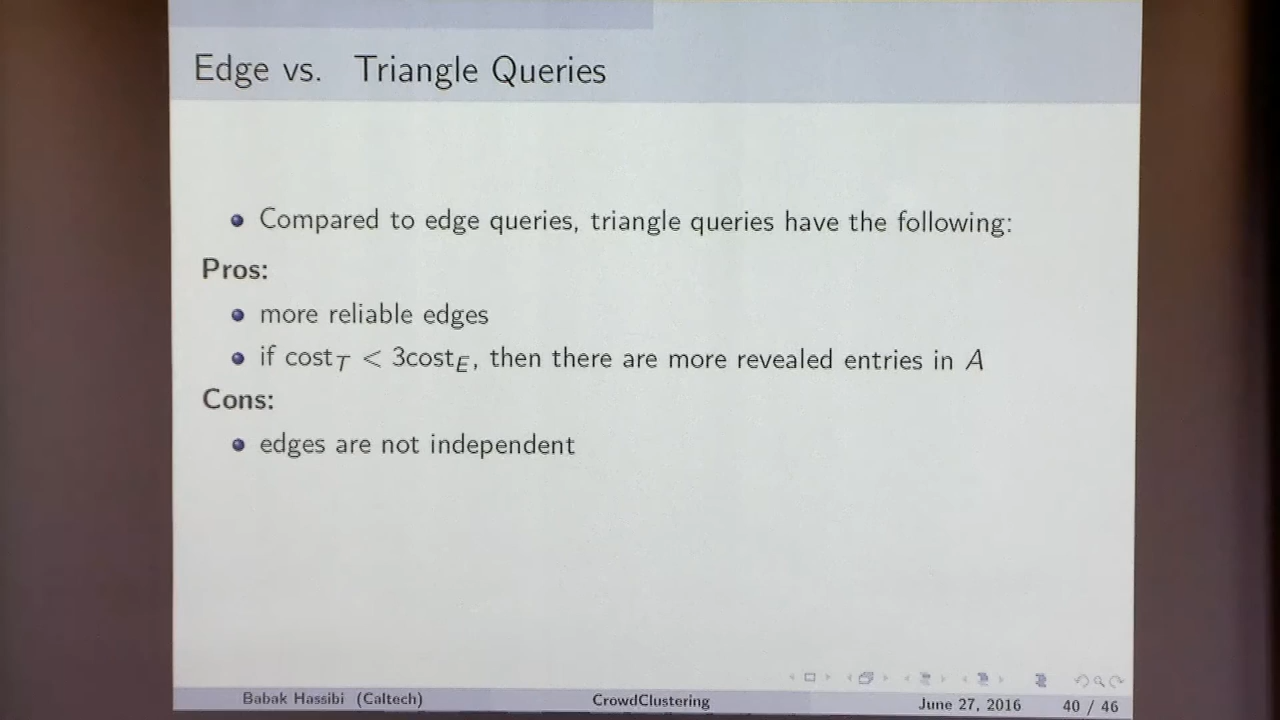 Edge vs. Triangle Queries
Compared to edge queries, triangle queries have the following:
Pros:
more reliable edges
if cost_T < 3cost_E, then there are more revealed entries in A
Cons:
edges are not independent
Babak Hassibi (Caltech) CrowdClustering June 27, 2016 40 / 46